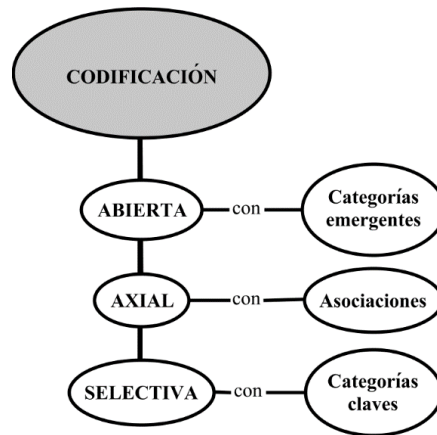 CODIFICACIÓN
ABIERTA con Categorías
emergentes
AXIAL con Asociaciones
SELECTIVA con Categorías
claves